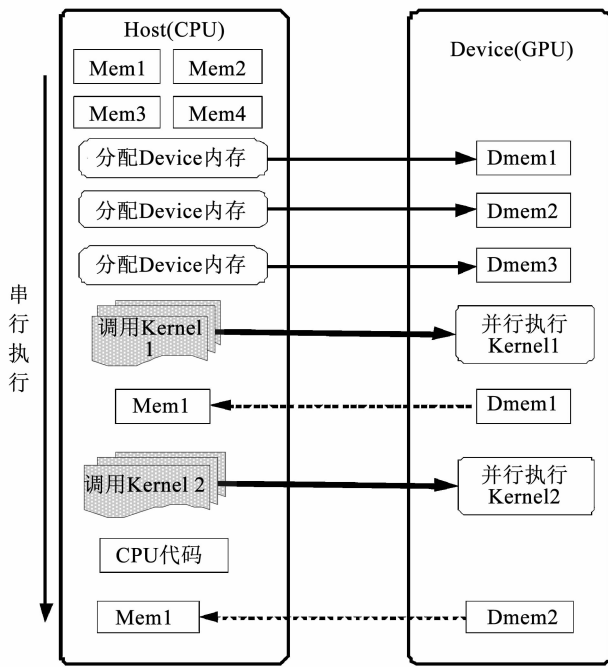 Host(CPU)
Device(GPU)
Mem1
Mem2
Mem3
Mem4
分配Device内存
Dmem1
分配Device内存
Dmem2
分配Device内存
Dmem3
串
行
执
行
调用Kernel
1
并行执行
Kernel1
Mem1
Dmem1
调用Kernel 2
并行执行
Kernel2
CPU代码
Mem1
Dmem2